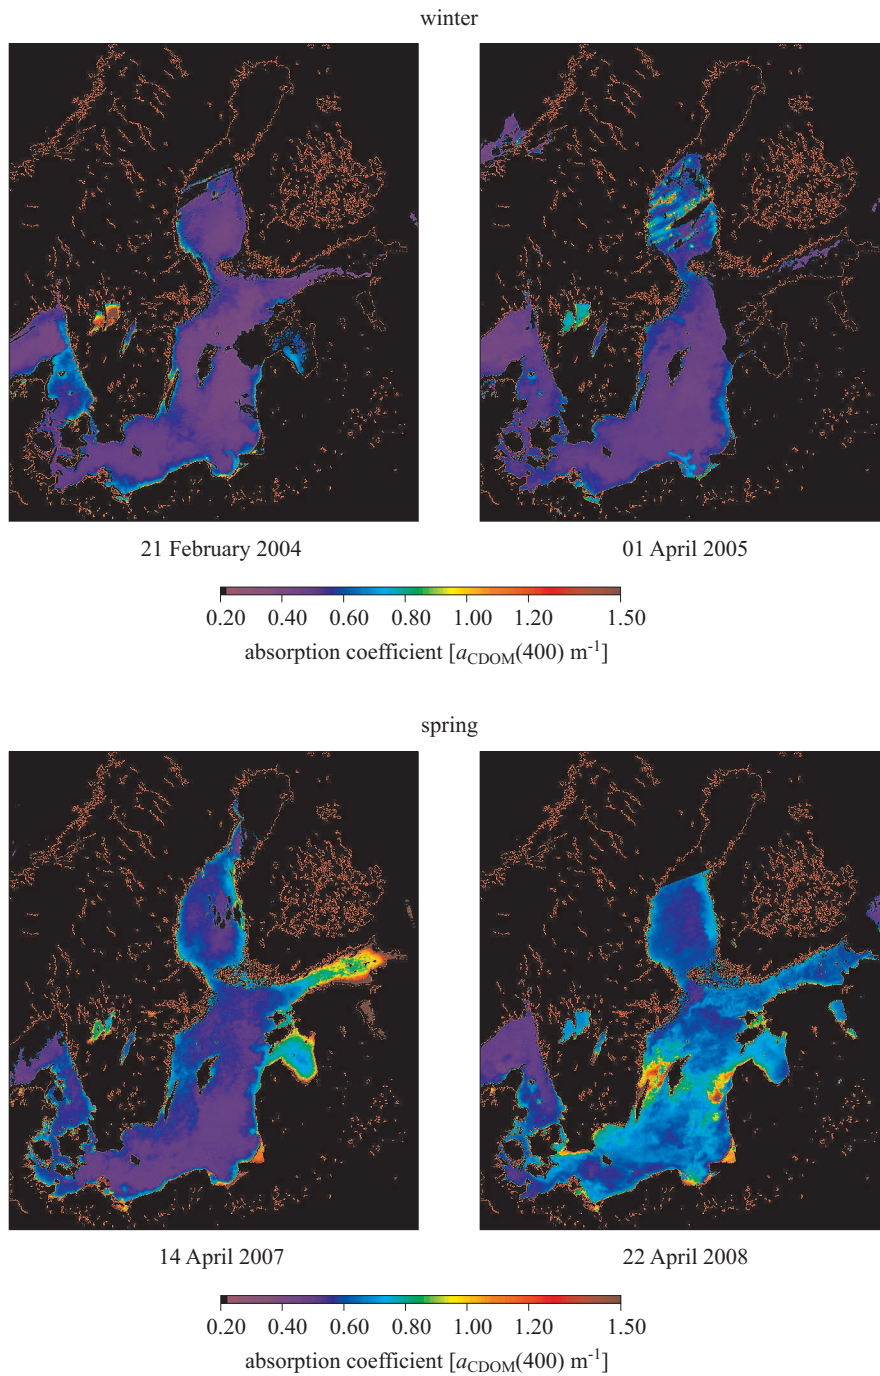 winter
21 February 2004
01 April 2005
0.20 0.40 0.60 0.80 1.00 1.20 1.50
absorption coefficient [aCDOM(400) m-1]
spring
14 April 2007
22 April 2008
0.20 0.40 0.60 0.80 1.00 1.20 1.50
absorption coefficient [aCDOM(400) m-1]